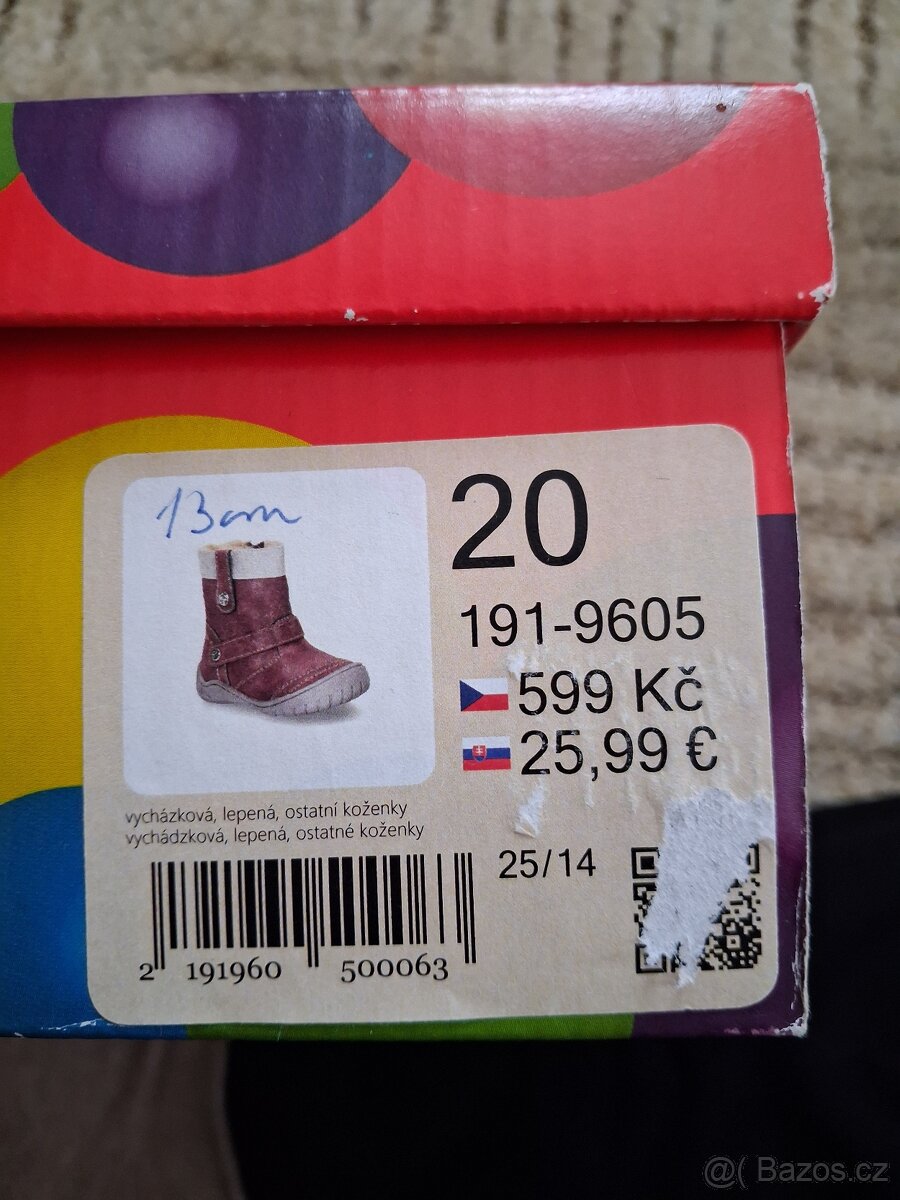 13cm
20
191-9605
599 Kč
25,99 €
vycházková, lepená, ostatní koženky
vychádzková, lepená, ostatné koženky
25/14
2 191960 500063
@( Bazos.cz